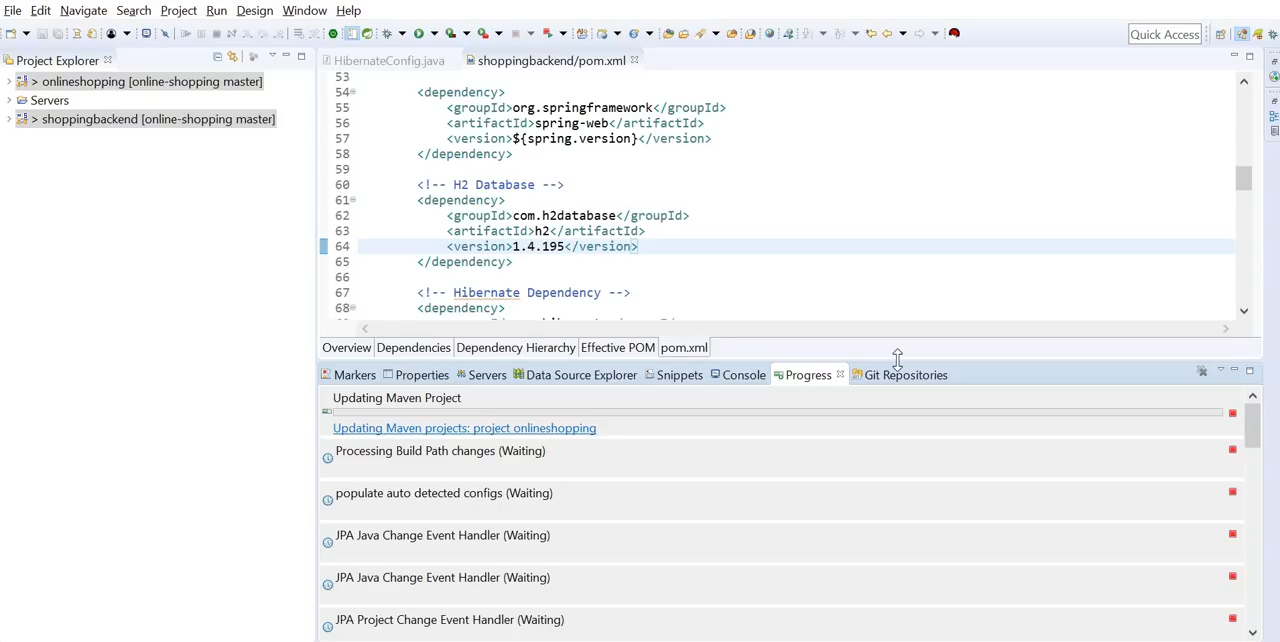 File Edit Navigate Search Project Run Design Window Help
Quick Access
Project Explorer
> onlineshopping [online-shopping master]
Servers
> shoppingbackend [online-shopping master]
HibernateConfig.java shoppingbackend/pom.xml
53
54 <dependency>
55 <groupId>org.springframework</groupId>
56 <artifactId>spring-web</artifactId>
57 <version>${spring.version}</version>
58 </dependency>
59
60 <!-- H2 Database -->
61 <dependency>
62 <groupId>com.h2database</groupId>
63 <artifactId>h2</artifactId>
64 <version>1.4.195</version>
65 </dependency>
66
67 <!-- Hibernate Dependency -->
68 <dependency>
Overview Dependencies Dependency Hierarchy Effective POM pom.xml
Markers Properties Servers Data Source Explorer Snippets Console Progress Git Repositories
Updating Maven Project
Updating Maven projects: project onlineshopping
Processing Build Path changes (Waiting)
populate auto detected configs (Waiting)
JPA Java Change Event Handler (Waiting)
JPA Java Change Event Handler (Waiting)
JPA Project Change Event Handler (Waiting)